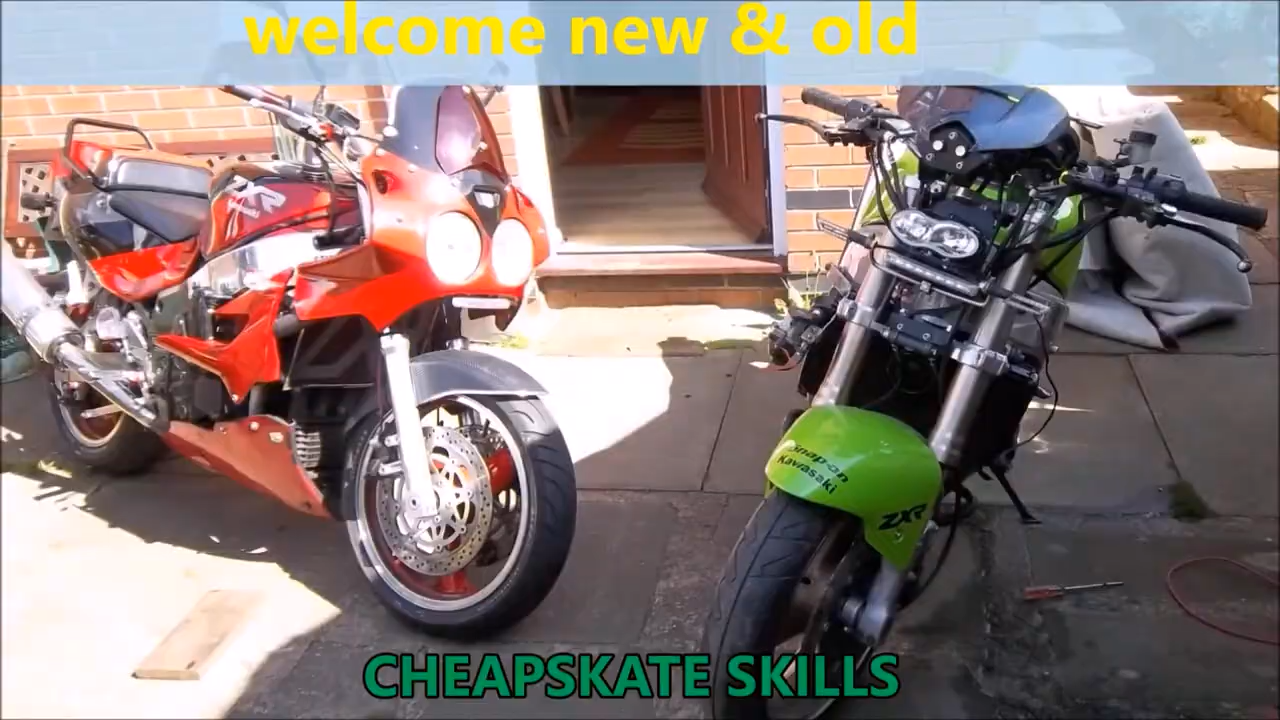 welcome new & old
ZXR
Snap-on
Kawasaki
ZXR
CHEAPSKATE SKILLS